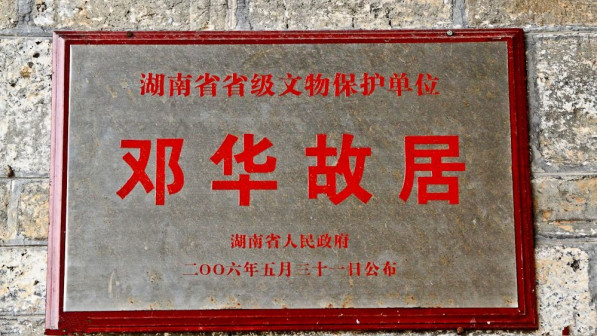 湖南省省级文物保护单位
邓华故居
湖南省人民政府
二〇〇六年五月三十一日公布